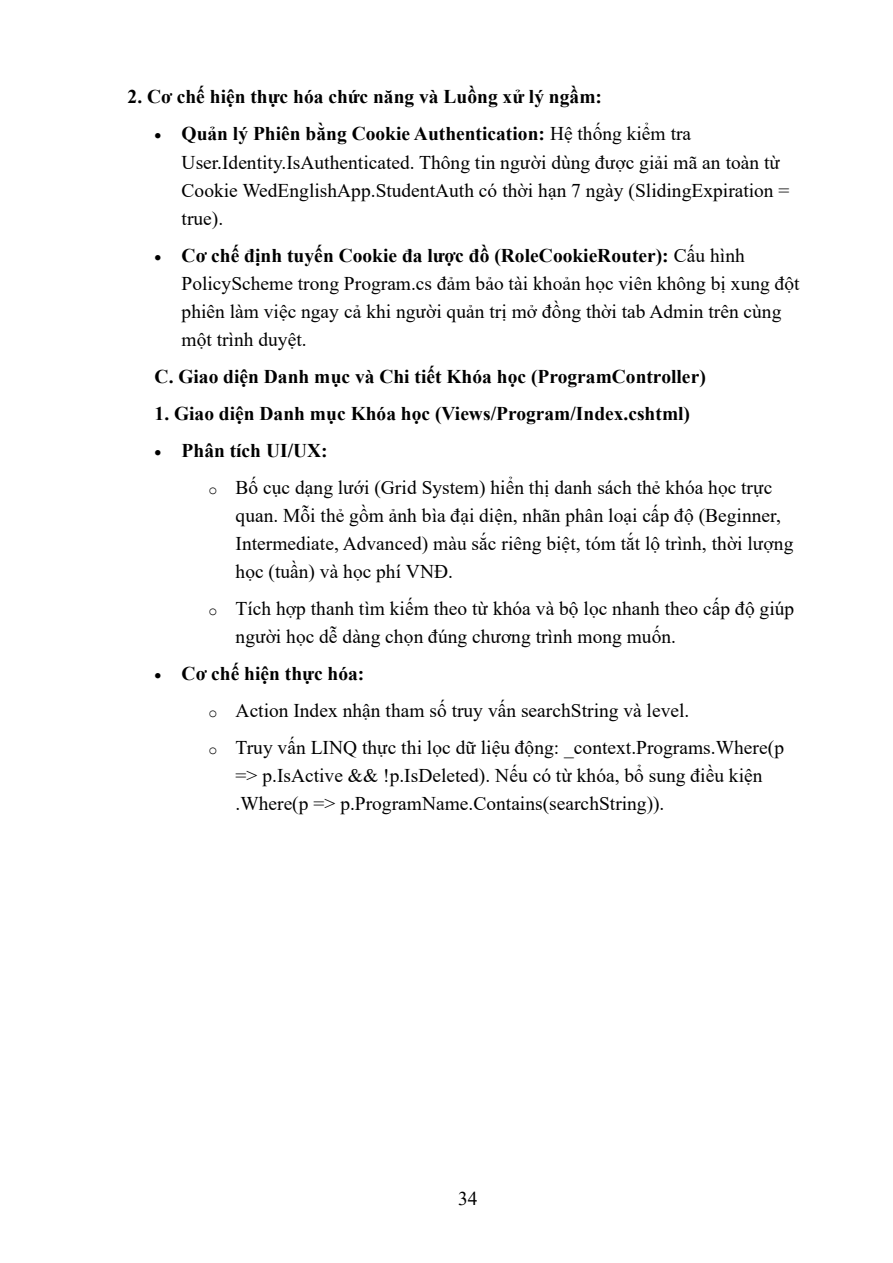 2. Cơ chế hiện thực hóa chức năng và Luồng xử lý ngầm:
• Quản lý Phiên bằng Cookie Authentication: Hệ thống kiểm tra
User.Identity.IsAuthenticated. Thông tin người dùng được giải mã an toàn từ
Cookie WedEnglishApp.StudentAuth có thời hạn 7 ngày (SlidingExpiration =
true).
• Cơ chế định tuyến Cookie đa lược đồ (RoleCookieRouter): Cấu hình
PolicyScheme trong Program.cs đảm bảo tài khoản học viên không bị xung đột
phiên làm việc ngay cả khi người quản trị mở đồng thời tab Admin trên cùng
một trình duyệt.
C. Giao diện Danh mục và Chi tiết Khóa học (ProgramController)
1. Giao diện Danh mục Khóa học (Views/Program/Index.cshtml)
• Phân tích UI/UX:
o Bố cục dạng lưới (Grid System) hiển thị danh sách thẻ khóa học trực
quan. Mỗi thẻ gồm ảnh bìa đại diện, nhãn phân loại cấp độ (Beginner,
Intermediate, Advanced) màu sắc riêng biệt, tóm tắt lộ trình, thời lượng
học (tuần) và học phí VNĐ.
o Tích hợp thanh tìm kiếm theo từ khóa và bộ lọc nhanh theo cấp độ giúp
người học dễ dàng chọn đúng chương trình mong muốn.
• Cơ chế hiện thực hóa:
o Action Index nhận tham số truy vấn searchString và level.
o Truy vấn LINQ thực thi lọc dữ liệu động: _context.Programs.Where(p
=> p.IsActive && !p.IsDeleted). Nếu có từ khóa, bổ sung điều kiện
.Where(p => p.ProgramName.Contains(searchString)).
34